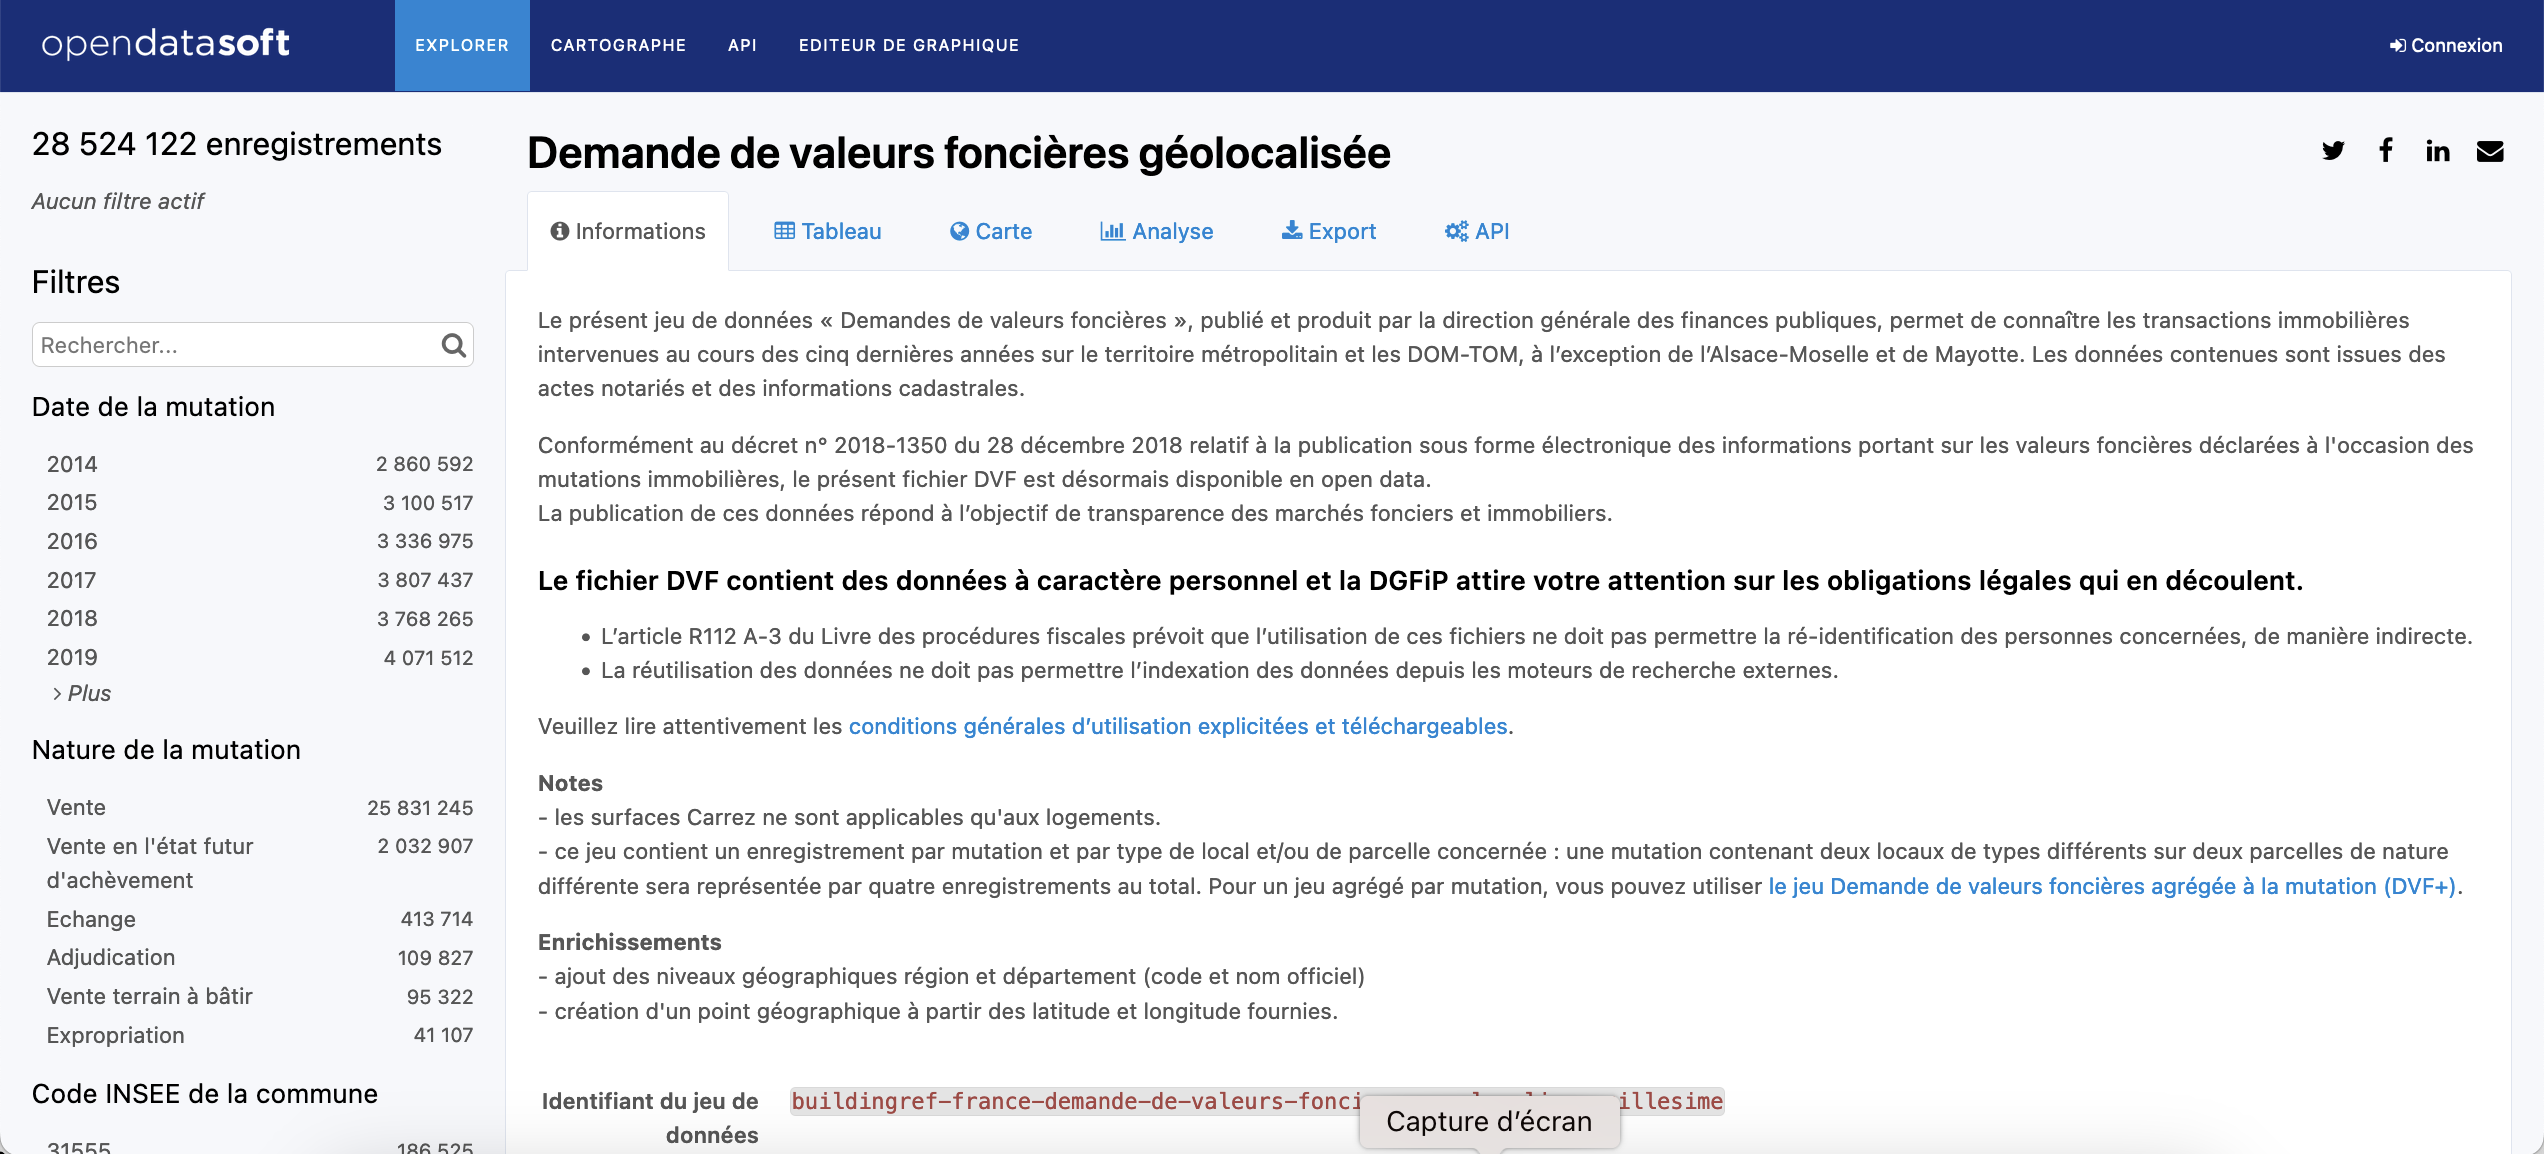 opendatasoft
EXPLORER
CARTOGRAPHE
API
EDITEUR DE GRAPHIQUE
Connexion
28 524 122 enregistrements
Aucun filtre actif
Filtres
Rechercher...
Date de la mutation
2014 2 860 592
2015 3 100 517
2016 3 336 975
2017 3 807 437
2018 3 768 265
2019 4 071 512
> Plus
Nature de la mutation
Vente 25 831 245
Vente en l'état futur 2 032 907
d'achèvement
Echange 413 714
Adjudication 109 827
Vente terrain à bâtir 95 322
Expropriation 41 107
Code INSEE de la commune
31555 186 525
Demande de valeurs foncières géolocalisée
Informations
Tableau
Carte
Analyse
Export
API
Le présent jeu de données « Demandes de valeurs foncières », publié et produit par la direction générale des finances publiques, permet de connaître les transactions immobilières
intervenues au cours des cinq dernières années sur le territoire métropolitain et les DOM-TOM, à l’exception de l’Alsace-Moselle et de Mayotte. Les données contenues sont issues des
actes notariés et des informations cadastrales.
Conformément au décret n° 2018-1350 du 28 décembre 2018 relatif à la publication sous forme électronique des informations portant sur les valeurs foncières déclarées à l'occasion des
mutations immobilières, le présent fichier DVF est désormais disponible en open data.
La publication de ces données répond à l’objectif de transparence des marchés fonciers et immobiliers.
Le fichier DVF contient des données à caractère personnel et la DGFiP attire votre attention sur les obligations légales qui en découlent.
• L’article R112 A-3 du Livre des procédures fiscales prévoit que l’utilisation de ces fichiers ne doit pas permettre la ré-identification des personnes concernées, de manière indirecte.
• La réutilisation des données ne doit pas permettre l’indexation des données depuis les moteurs de recherche externes.
Veuillez lire attentivement les conditions générales d’utilisation explicitées et téléchargeables.
Notes
- les surfaces Carrez ne sont applicables qu'aux logements.
- ce jeu contient un enregistrement par mutation et par type de local et/ou de parcelle concernée : une mutation contenant deux locaux de types différents sur deux parcelles de nature
différente sera représentée par quatre enregistrements au total. Pour un jeu agrégé par mutation, vous pouvez utiliser le jeu Demande de valeurs foncières agrégée à la mutation (DVF+).
Enrichissements
- ajout des niveaux géographiques région et département (code et nom officiel)
- création d'un point géographique à partir des latitude et longitude fournies.
Identifiant du jeu de
données
buildingref-france-demande-de-valeurs-fonci illesime
Capture d’écran